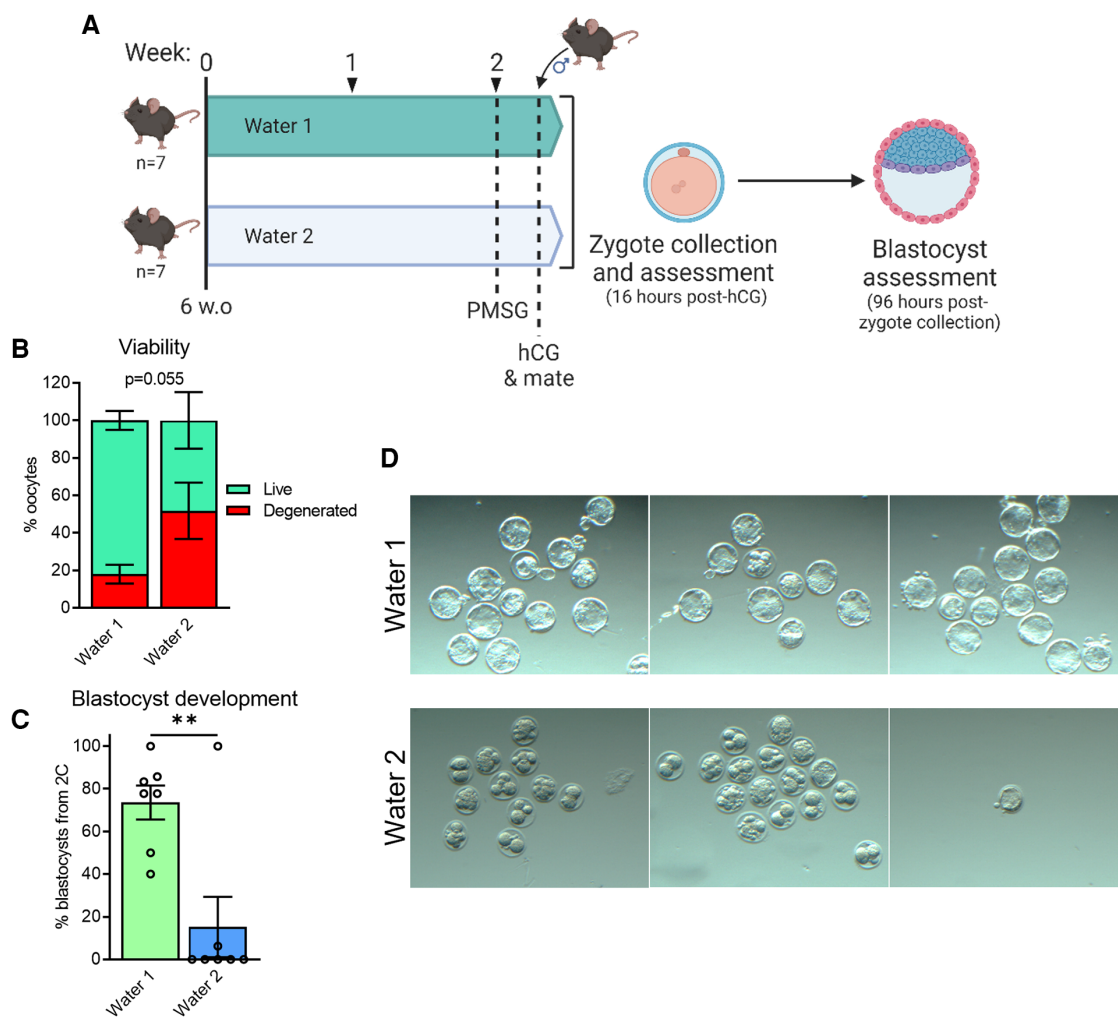 A
Week:
0
1
2
♂
Water 1
n=7
Water 2
n=7
6 w.o
PMSG
hCG
& mate
Zygote collection
and assessment
(16 hours post-hCG)
Blastocyst
assessment
(96 hours post-
zygote collection)
B
Viability
p=0.055
120
100
80
60
40
20
0
% oocytes
Water 1
Water 2
Live
Degenerated
C
Blastocyst development
**
100
80
60
40
20
0
% blastocysts from 2C
Water 1
Water 2
D
Water 1
Water 2